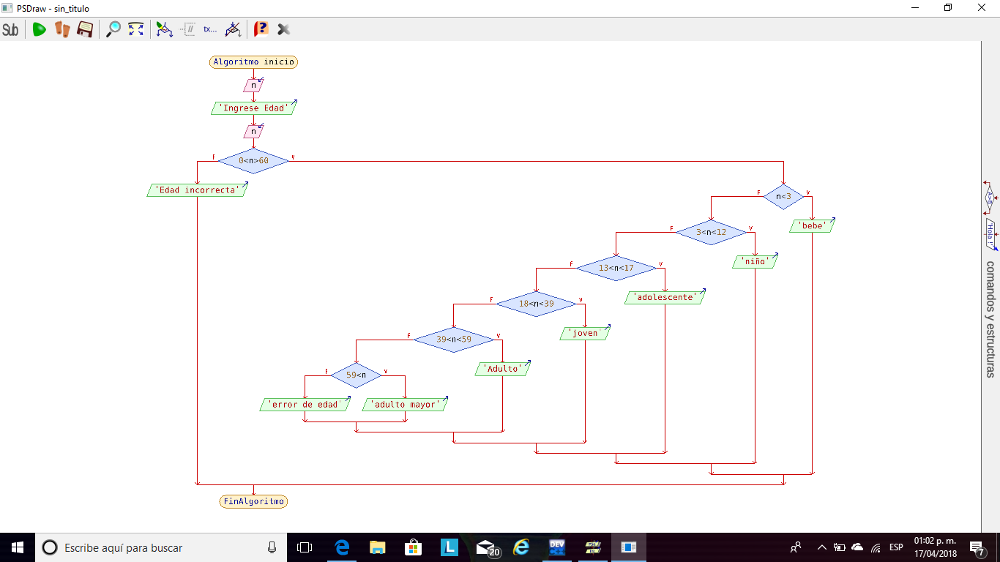 PSDraw - sin_titulo
Sub
tx...
Algoritmo inicio
n
'Ingrese Edad'
n
F
0<n>60
V
'Edad incorrecta'
F
n<3
V
'bebe'
F
3<n<12
V
'niño'
F
13<n<17
V
'adolescente'
F
18<n<39
V
'joven'
F
39<n<59
V
'Adulto'
F
59<n
V
'error de edad'
'adulto mayor'
FinAlgoritmo
A>B
'Hola !'
comandos y estructuras
Escribe aquí para buscar
L
20
DEV
ESP
01:02 p. m.
17/04/2018
7